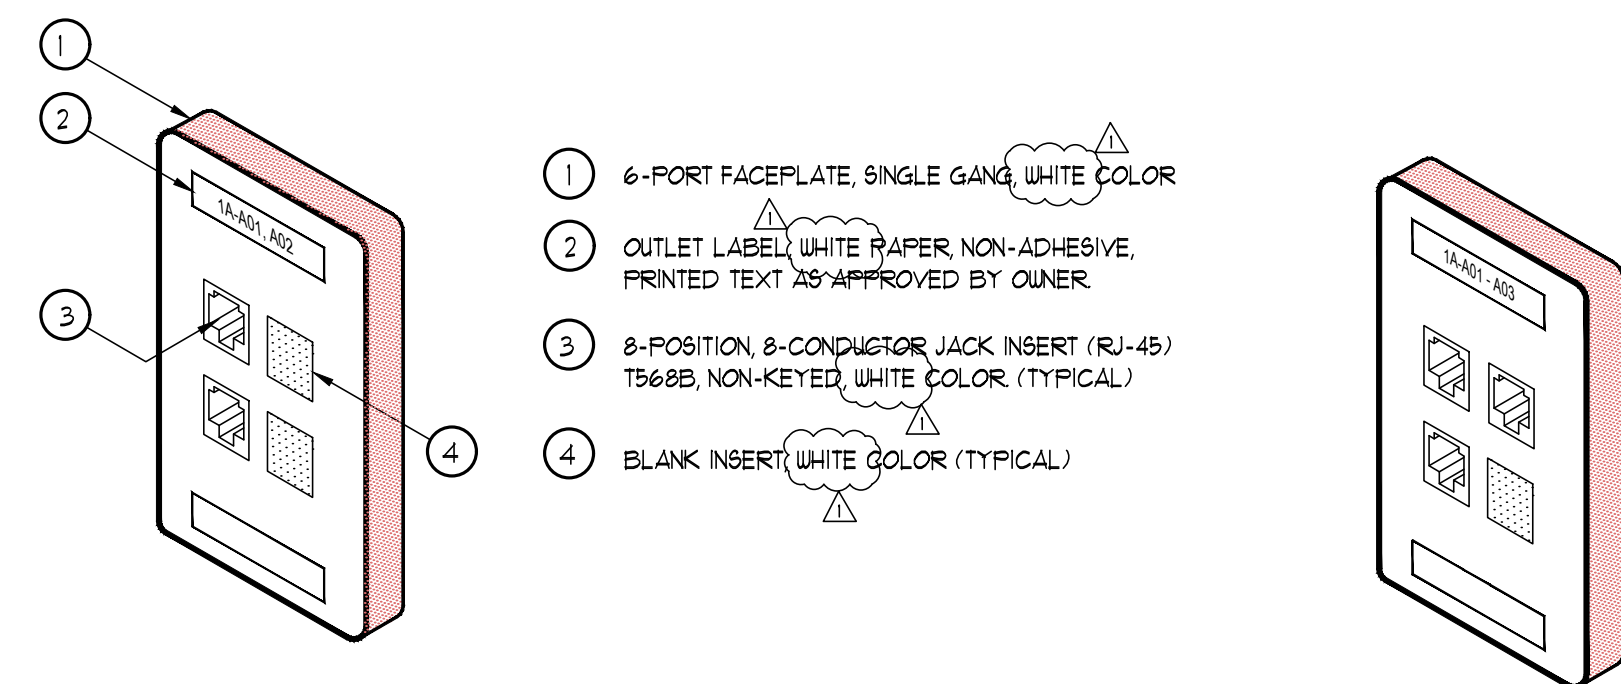 1
2
1A-A01, A02
3
4
1
1 6-PORT FACEPLATE, SINGLE GANG, WHITE COLOR
1
2 OUTLET LABEL, WHITE PAPER, NON-ADHESIVE,
PRINTED TEXT AS APPROVED BY OWNER.
3 8-POSITION, 8-CONDUCTOR JACK INSERT (RJ-45)
T568B, NON-KEYED, WHITE COLOR. (TYPICAL)
1
4 BLANK INSERT, WHITE COLOR (TYPICAL)
1
1A-A01 - A03